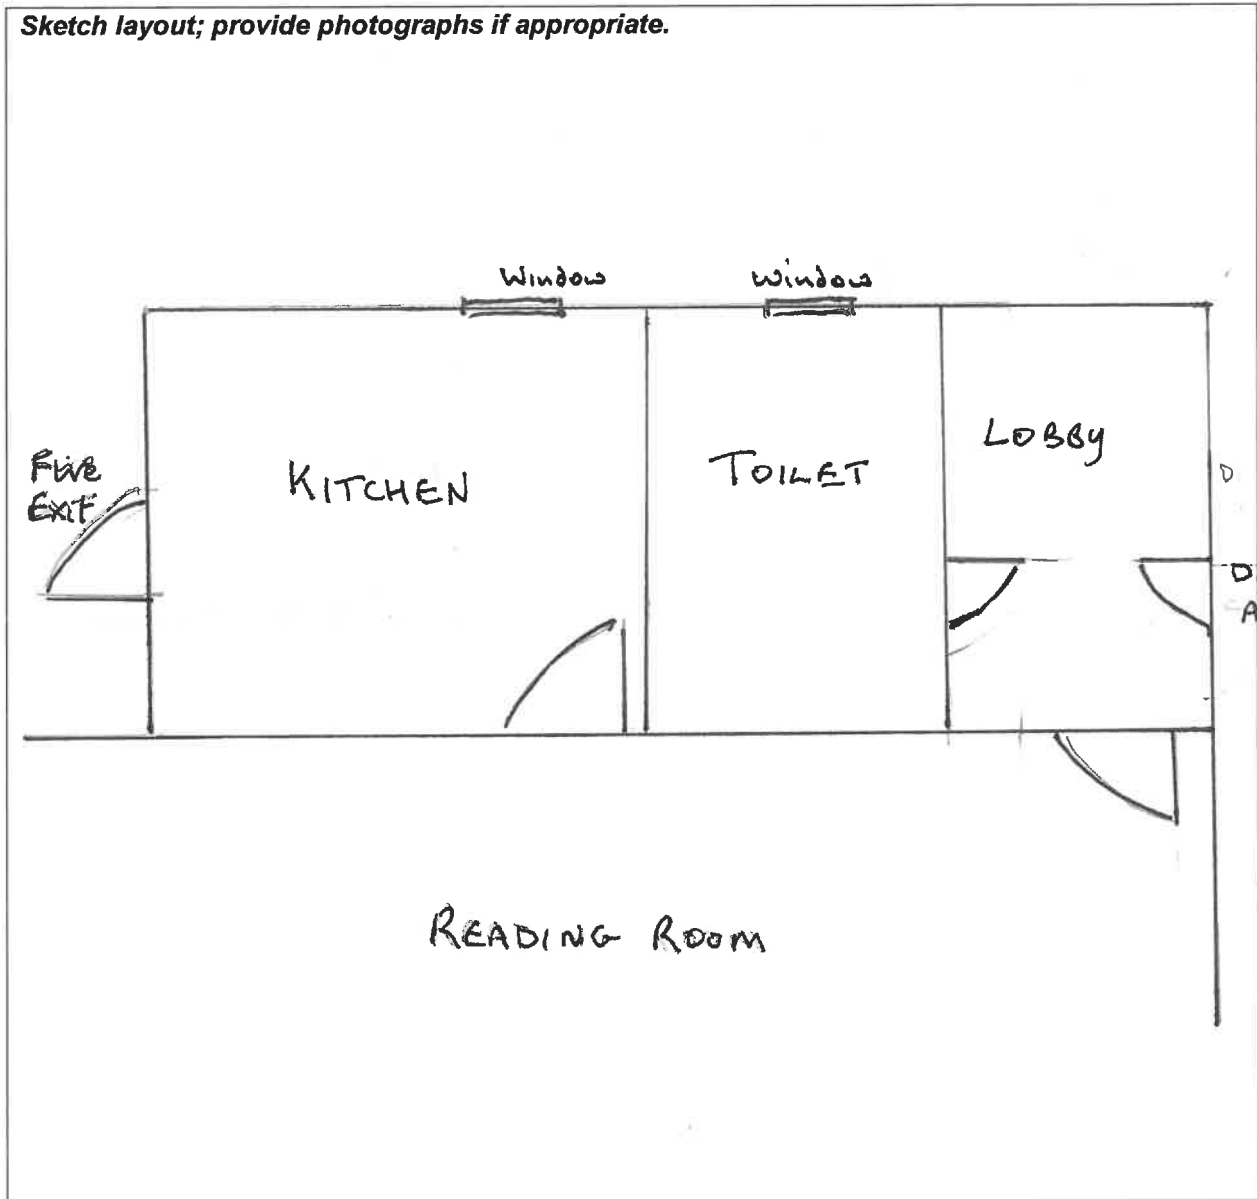 Sketch layout; provide photographs if appropriate.
Window
Window
Fire
Exit
KITCHEN
TOILET
LOBBY
D
D
A
READING ROOM